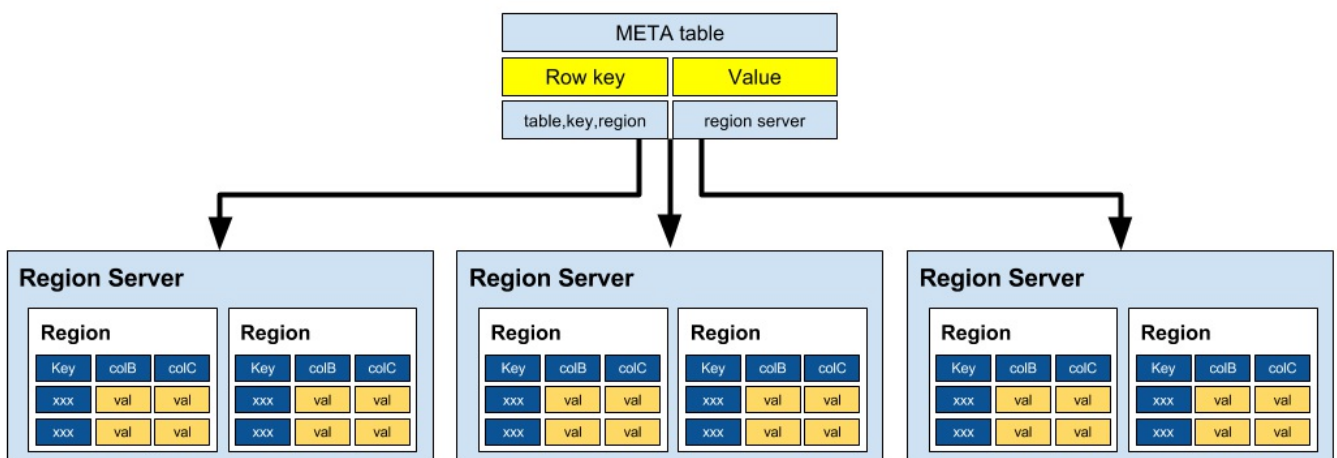 META table
Row key Value
table,key,region region server
Region Server Region Server Region Server
Region Region Region Region Region Region
Key colB colC Key colB colC Key colB colC Key colB colC Key colB colC Key colB colC
xxx val val xxx val val xxx val val xxx val val xxx val val xxx val val
xxx val val xxx val val xxx val val xxx val val xxx val val xxx val val